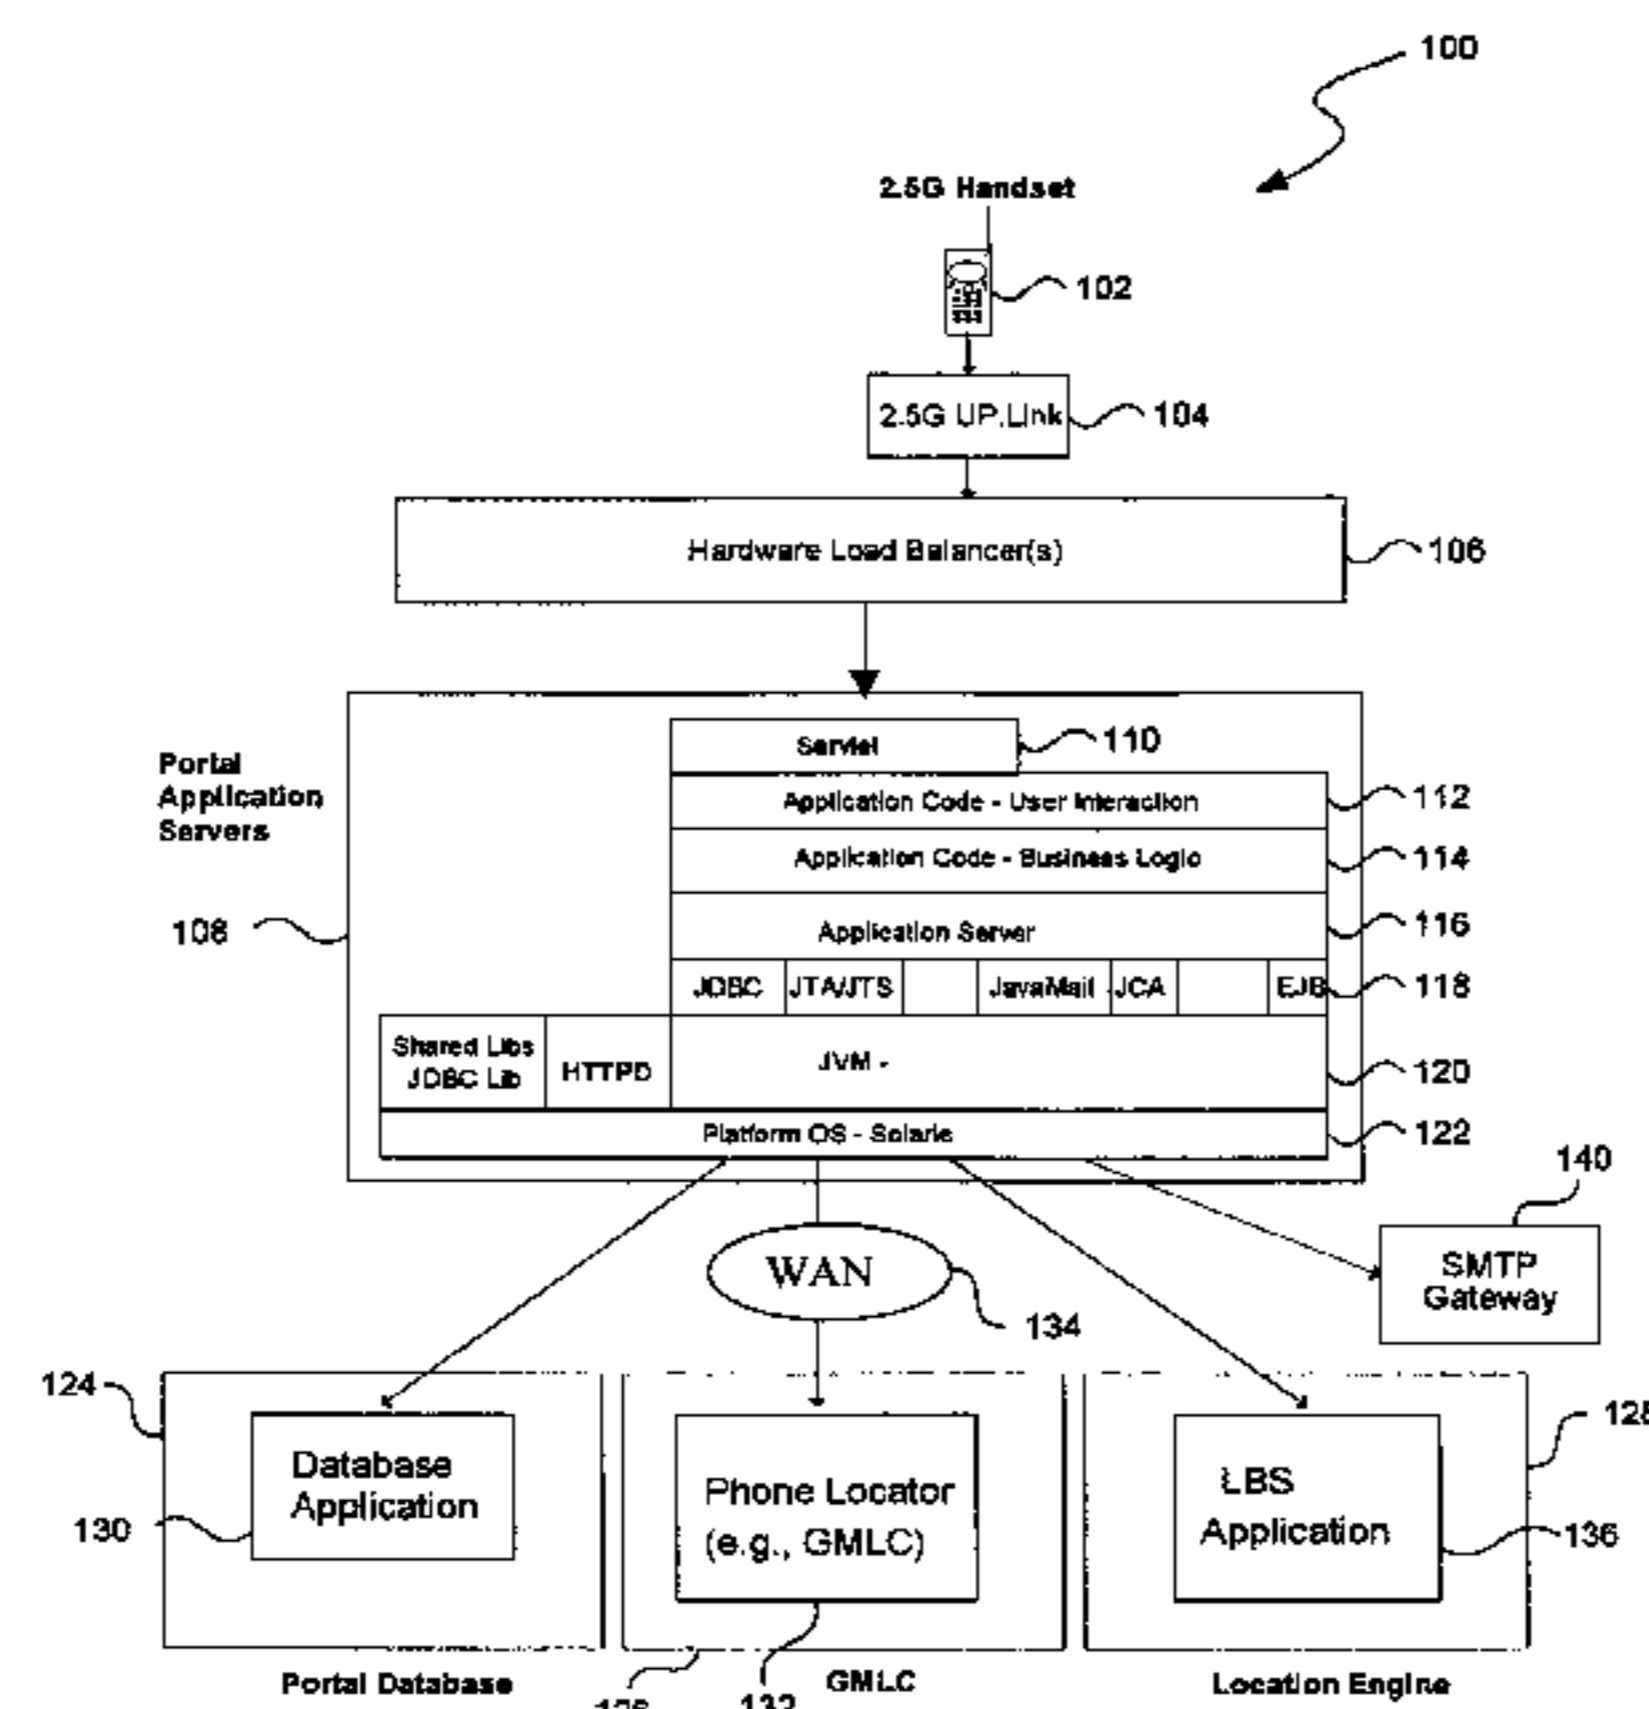 100
2.5G Handset
102
2.5G UP.Link
104
Hardware Load Balancer(s)
106
Portal
Application
Servers
108
Servlet
110
Application Code - User Interaction
112
Application Code - Business Logic
114
Application Server
116
JDBC JTA/JTS JavaMail JCA EJB
118
Shared Libs
JDBC Lib
HTTPD
JVM -
120
Platform OS - Solaris
122
140
SMTP
Gateway
WAN
134
124
Database
Application
130
Phone Locator
(e.g., GMLC)
LBS
Application
136
Portal Database
GMLC
Location Engine
132